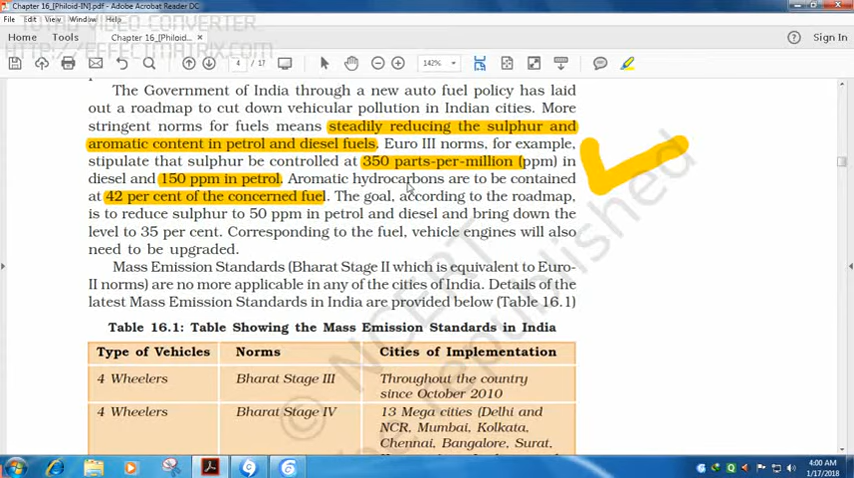 Chapter 16_[Philoid-IN].pdf - Adobe Acrobat Reader DC
File Edit View Window Help
TOTAL VIDEO CONVERTER
HTTP://EFFECTMATRIX.COM
Home Tools Chapter 16_[Philoid... × Sign In
4 / 17 142%
The Government of India through a new auto fuel policy has laid
out a roadmap to cut down vehicular pollution in Indian cities. More
stringent norms for fuels means steadily reducing the sulphur and
aromatic content in petrol and diesel fuels. Euro III norms, for example,
stipulate that sulphur be controlled at 350 parts-per-million (ppm) in
diesel and 150 ppm in petrol. Aromatic hydrocarbons are to be contained
at 42 per cent of the concerned fuel. The goal, according to the roadmap,
is to reduce sulphur to 50 ppm in petrol and diesel and bring down the
level to 35 per cent. Corresponding to the fuel, vehicle engines will also
need to be upgraded.
Mass Emission Standards (Bharat Stage II which is equivalent to Euro-
II norms) are no more applicable in any of the cities of India. Details of the
latest Mass Emission Standards in India are provided below (Table 16.1)
Table 16.1: Table Showing the Mass Emission Standards in India
Type of Vehicles Norms Cities of Implementation
4 Wheelers Bharat Stage III Throughout the country
since October 2010
4 Wheelers Bharat Stage IV 13 Mega cities (Delhi and
NCR, Mumbai, Kolkata,
Chennai, Bangalore, Surat,
© NCERT
republished
4:00 AM
1/17/2018